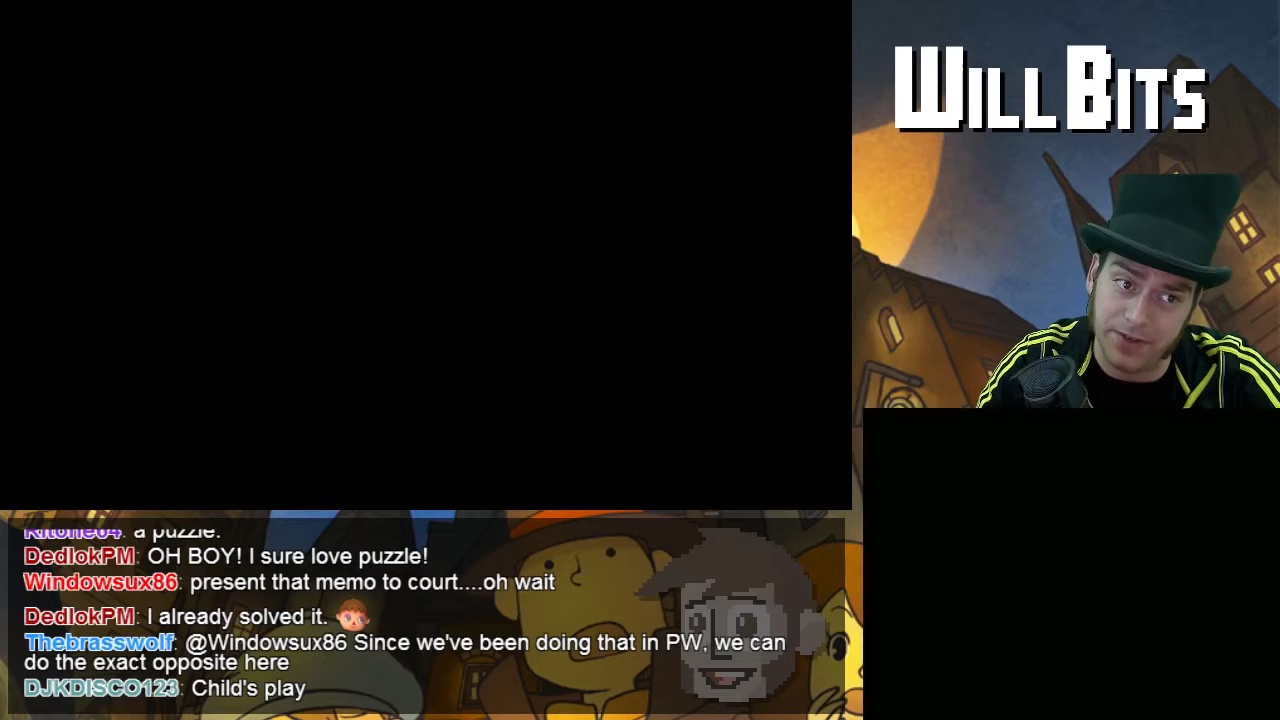 WILL BITS
a puzzle.
DedlokPM: OH BOY! I sure love puzzle!
Windowsux86: present that memo to court....oh wait
DedlokPM: I already solved it.
Thebrasswolf: @Windowsux86 Since we've been doing that in PW, we can
do the exact opposite here
DJKDISCO123: Child's play